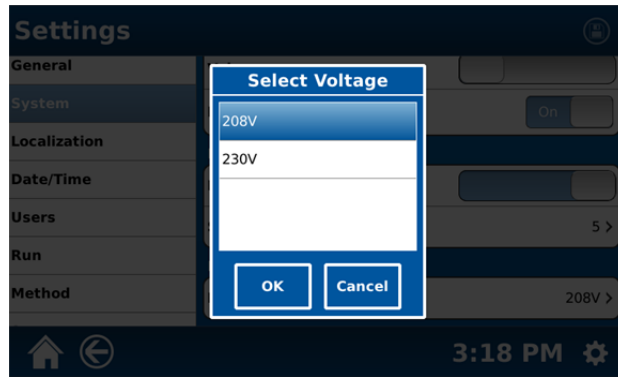 Settings
General
System
Localization
Date/Time
Users
Run
Method
Select Voltage
208V
230V
OK
Cancel
On
5 >
208V >
3:18 PM